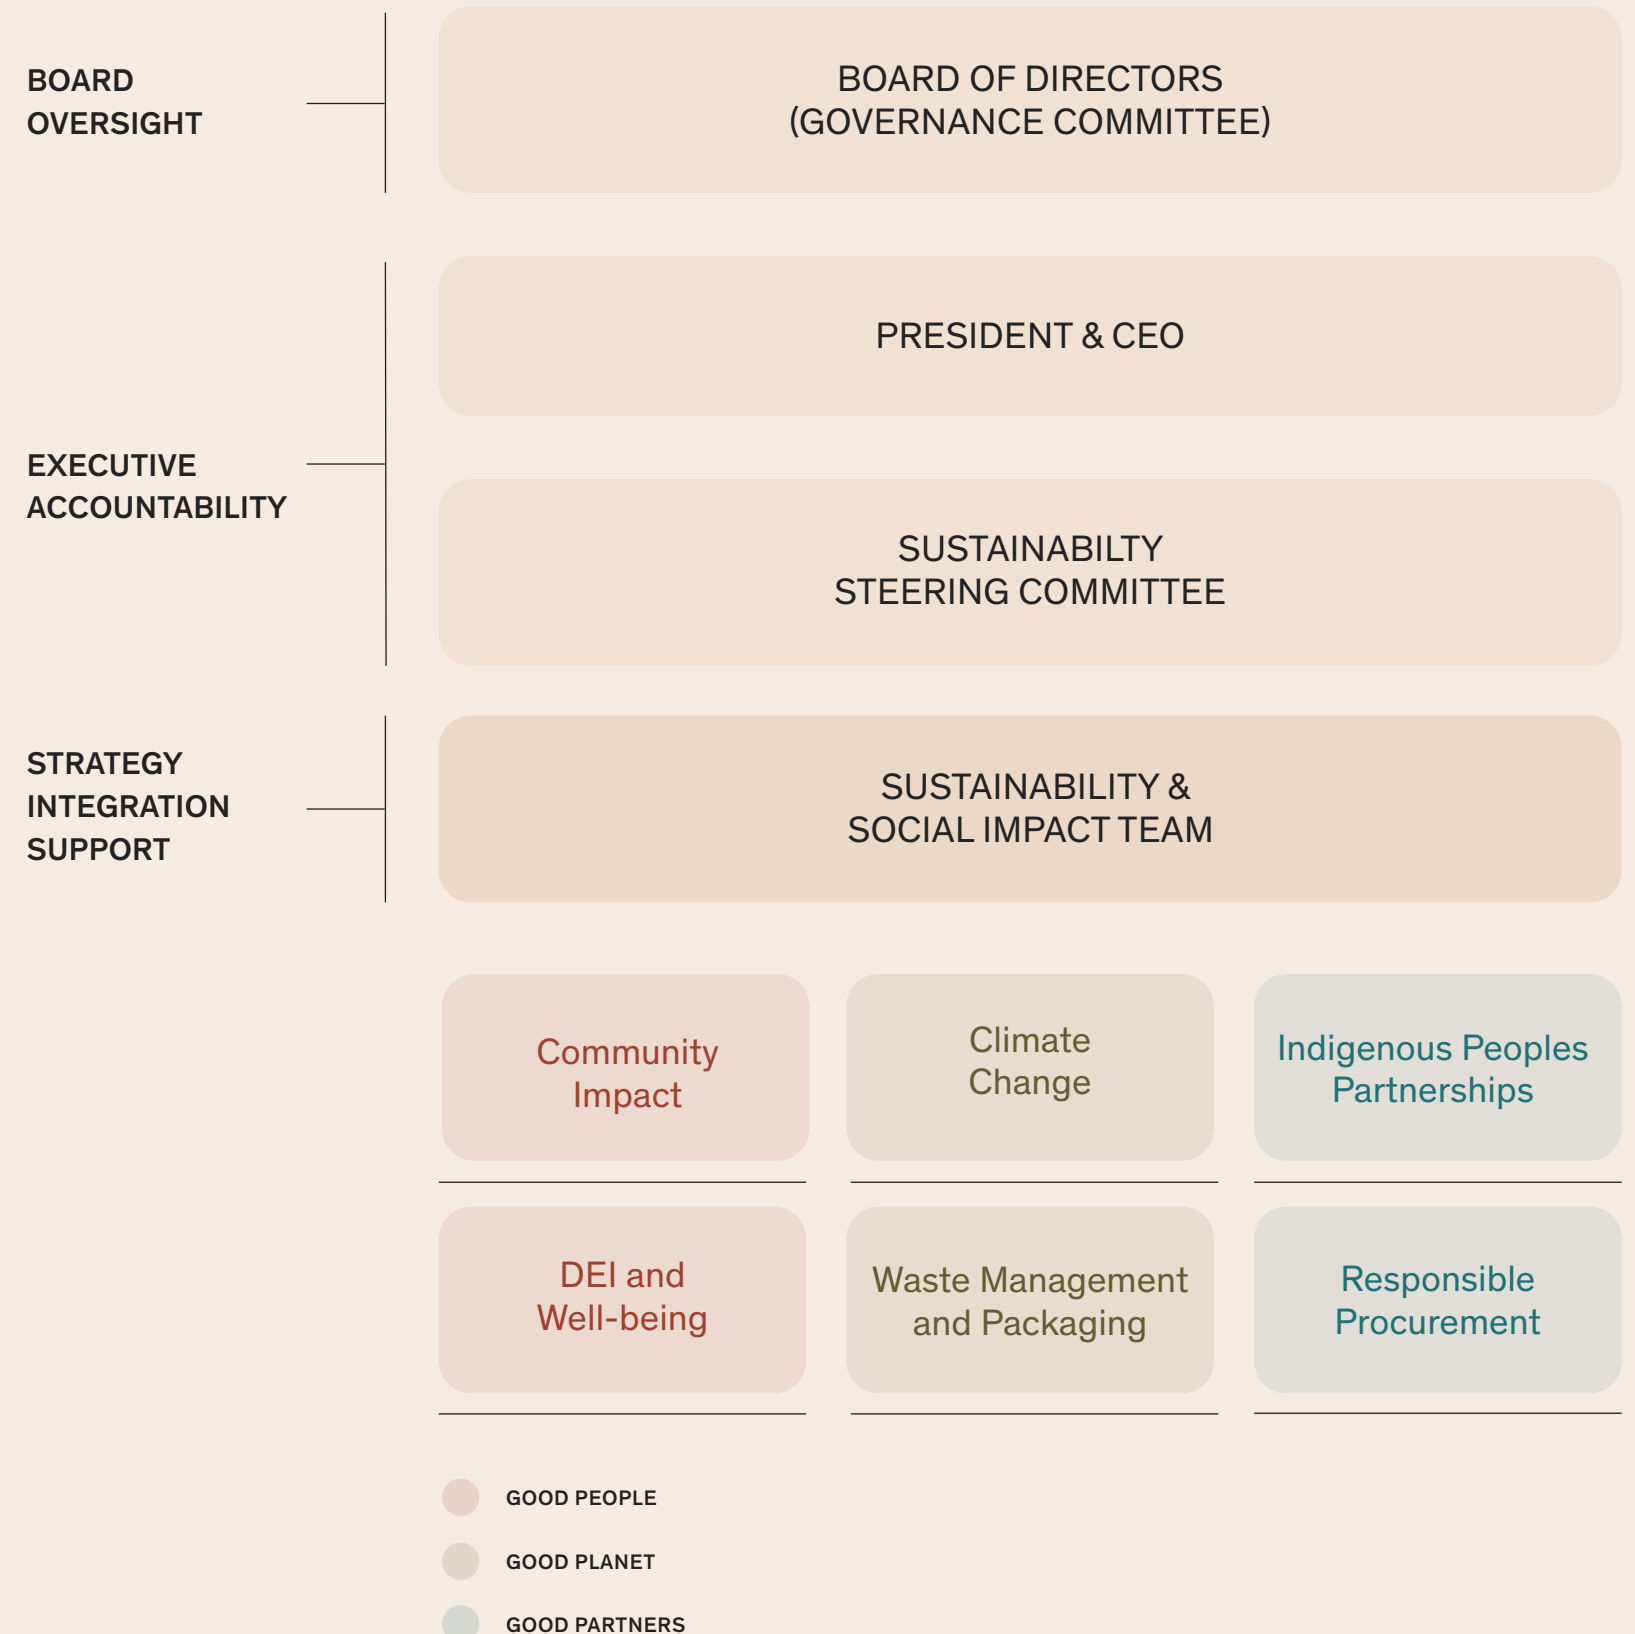 BOARD
OVERSIGHT
BOARD OF DIRECTORS
(GOVERNANCE COMMITTEE)
EXECUTIVE
ACCOUNTABILITY
PRESIDENT & CEO
SUSTAINABILTY
STEERING COMMITTEE
STRATEGY
INTEGRATION
SUPPORT
SUSTAINABILITY &
SOCIAL IMPACT TEAM
Community
Impact
Climate
Change
Indigenous Peoples
Partnerships
DEI and
Well-being
Waste Management
and Packaging
Responsible
Procurement
GOOD PEOPLE
GOOD PLANET
GOOD PARTNERS